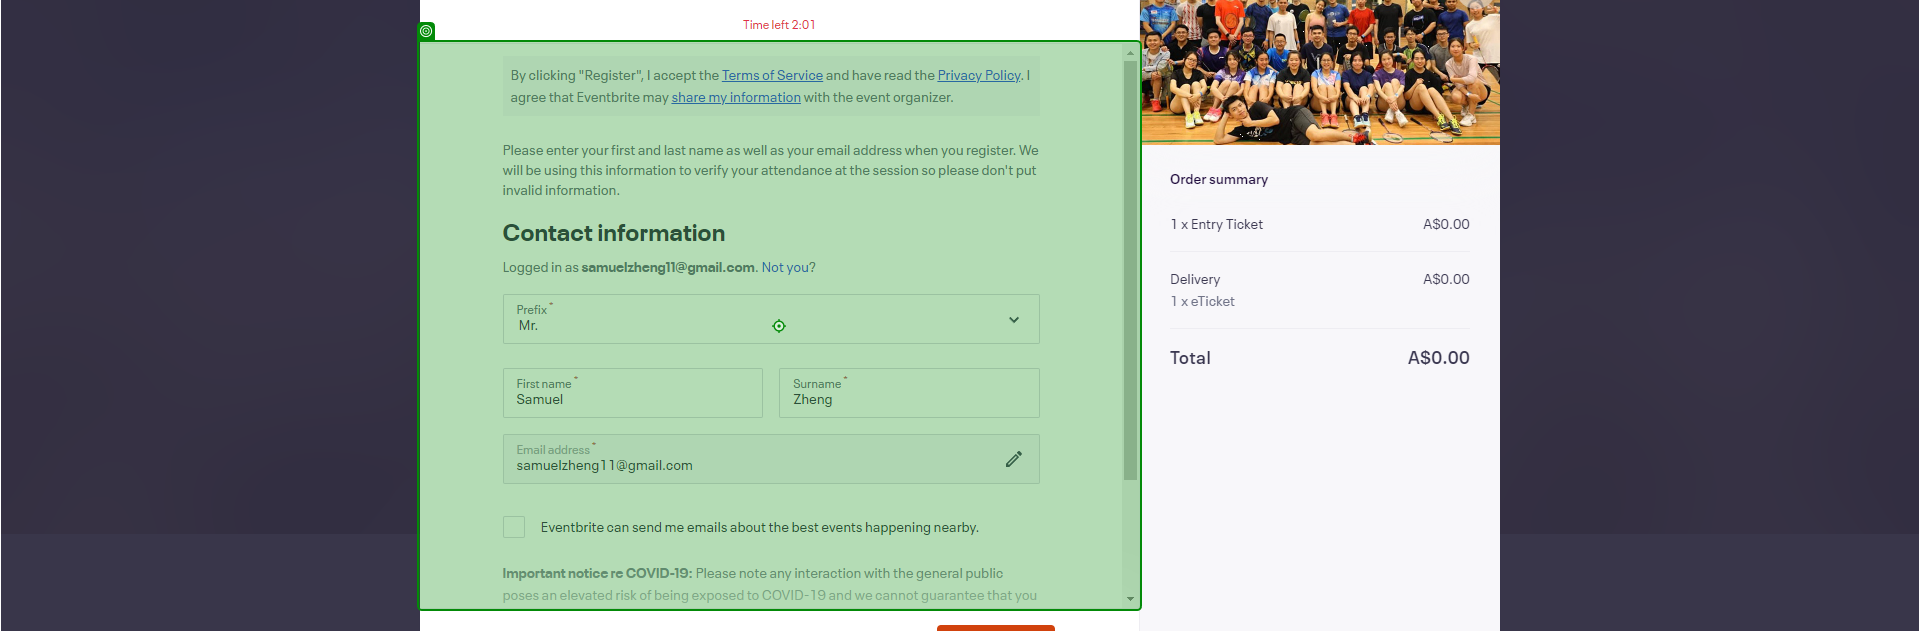 Time left 2:01
By clicking "Register", I accept the Terms of Service and have read the Privacy Policy. I
agree that Eventbrite may share my information with the event organizer.
Please enter your first and last name as well as your email address when you register. We
will be using this information to verify your attendance at the session so please don't put
invalid information.
Contact information
Logged in as samuelzheng11@gmail.com. Not you?
Prefix *
Mr.
First name *
Samuel
Surname *
Zheng
Email address *
samuelzheng11@gmail.com
Eventbrite can send me emails about the best events happening nearby.
Important notice re COVID-19: Please note any interaction with the general public
poses an elevated risk of being exposed to COVID-19 and we cannot guarantee that you
Order summary
1 x Entry Ticket A$0.00
Delivery A$0.00
1 x eTicket
Total A$0.00